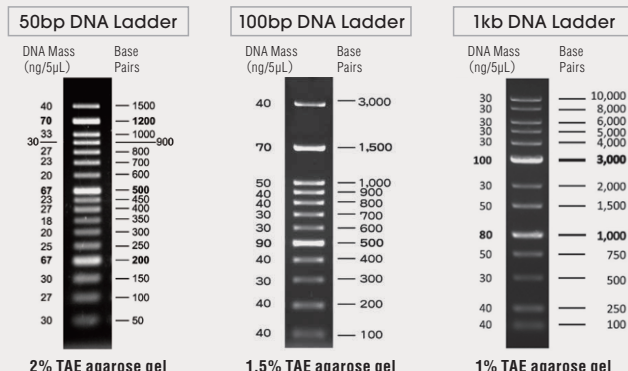 50bp DNA Ladder
DNA Mass
(ng/5μL)
Base
Pairs
40 1500
70 1200
33 1000
30 900
27 800
23 700
20 600
67 500
23 450
27 400
18 350
20 300
25 250
67 200
30 150
27 100
30 50
2% TAE agarose gel
100bp DNA Ladder
DNA Mass
(ng/5μL)
Base
Pairs
40 3,000
70 1,500
50 1,000
40 900
40 800
30 700
30 600
90 500
40 400
30 300
40 200
40 100
1.5% TAE agarose gel
1kb DNA Ladder
DNA Mass
(ng/5μL)
Base
Pairs
30 10,000
30 8,000
30 6,000
30 5,000
30 4,000
100 3,000
30 2,000
50 1,500
80 1,000
50 750
30 500
40 250
40 100
1% TAE agarose gel